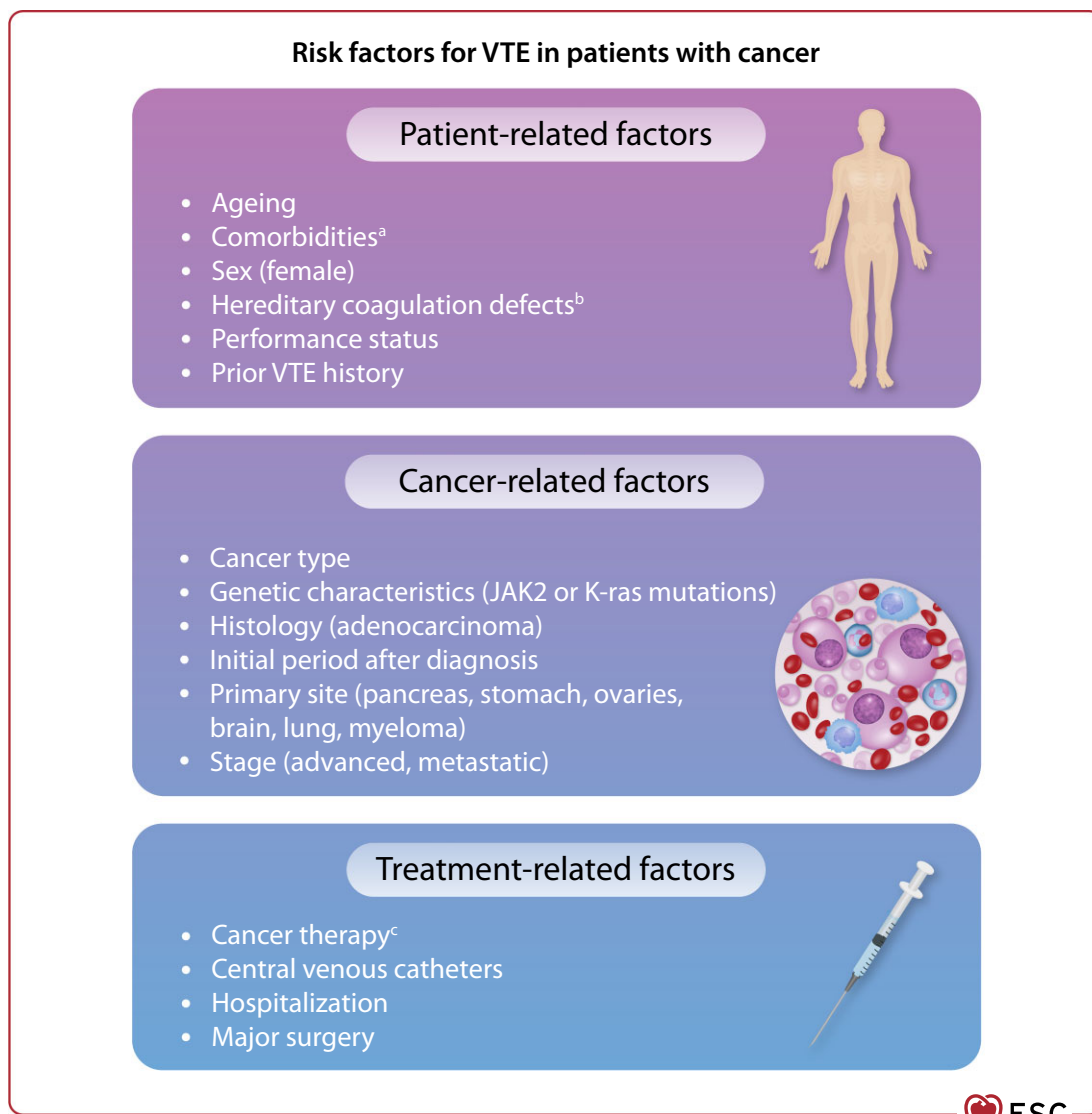 Risk factors for VTE in patients with cancer
Patient-related factors
• Ageing
• Comorbiditiesᵃ
• Sex (female)
• Hereditary coagulation defectsᵇ
• Performance status
• Prior VTE history
Cancer-related factors
• Cancer type
• Genetic characteristics (JAK2 or K-ras mutations)
• Histology (adenocarcinoma)
• Initial period after diagnosis
• Primary site (pancreas, stomach, ovaries,
brain, lung, myeloma)
• Stage (advanced, metastatic)
Treatment-related factors
• Cancer therapyᶜ
• Central venous catheters
• Hospitalization
• Major surgery
ESC